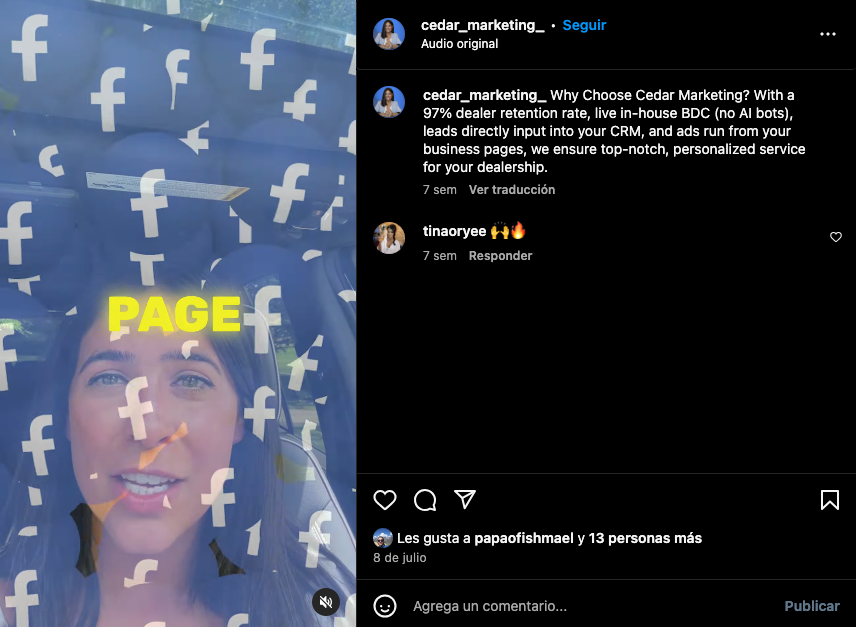 cedar_marketing_ • Seguir
Audio original
cedar_marketing_ Why Choose Cedar Marketing? With a
97% dealer retention rate, live in-house BDC (no AI bots),
leads directly input into your CRM, and ads run from your
business pages, we ensure top-notch, personalized service
for your dealership.
7 sem Ver traducción
tinaoryee 🙌🔥
7 sem Responder
PAGE
Les gusta a papaofishmael y 13 personas más
8 de julio
Agrega un comentario... Publicar